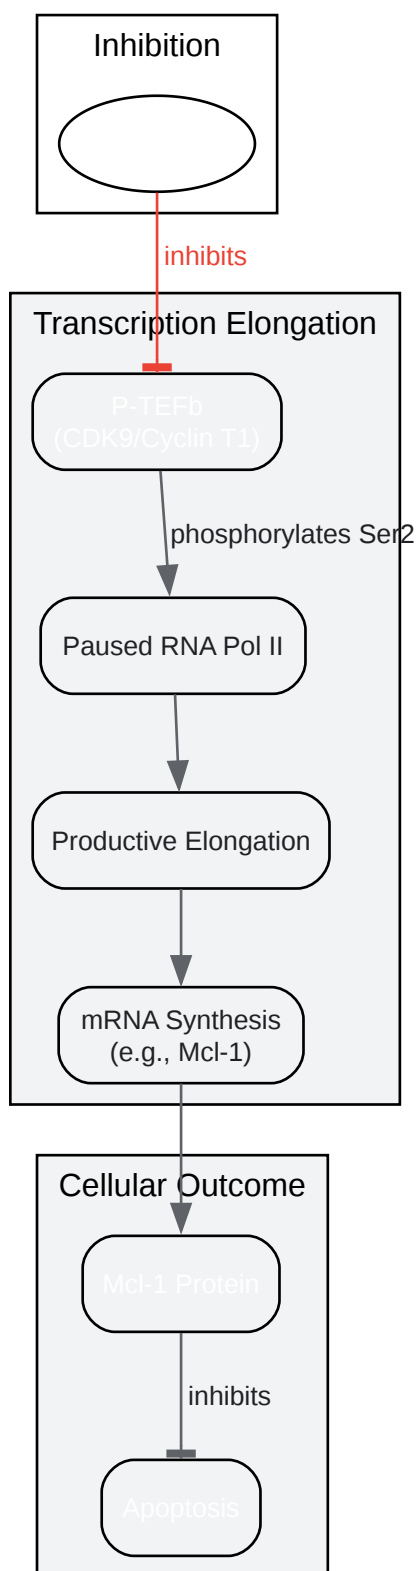 Inhibition
inhibits
Transcription Elongation
P-TEFb
(CDK9/Cyclin T1)
phosphorylates Ser2
Paused RNA Pol II
Productive Elongation
mRNA Synthesis
(e.g., Mcl-1)
Cellular Outcome
Mcl-1 Protein
inhibits
Apoptosis